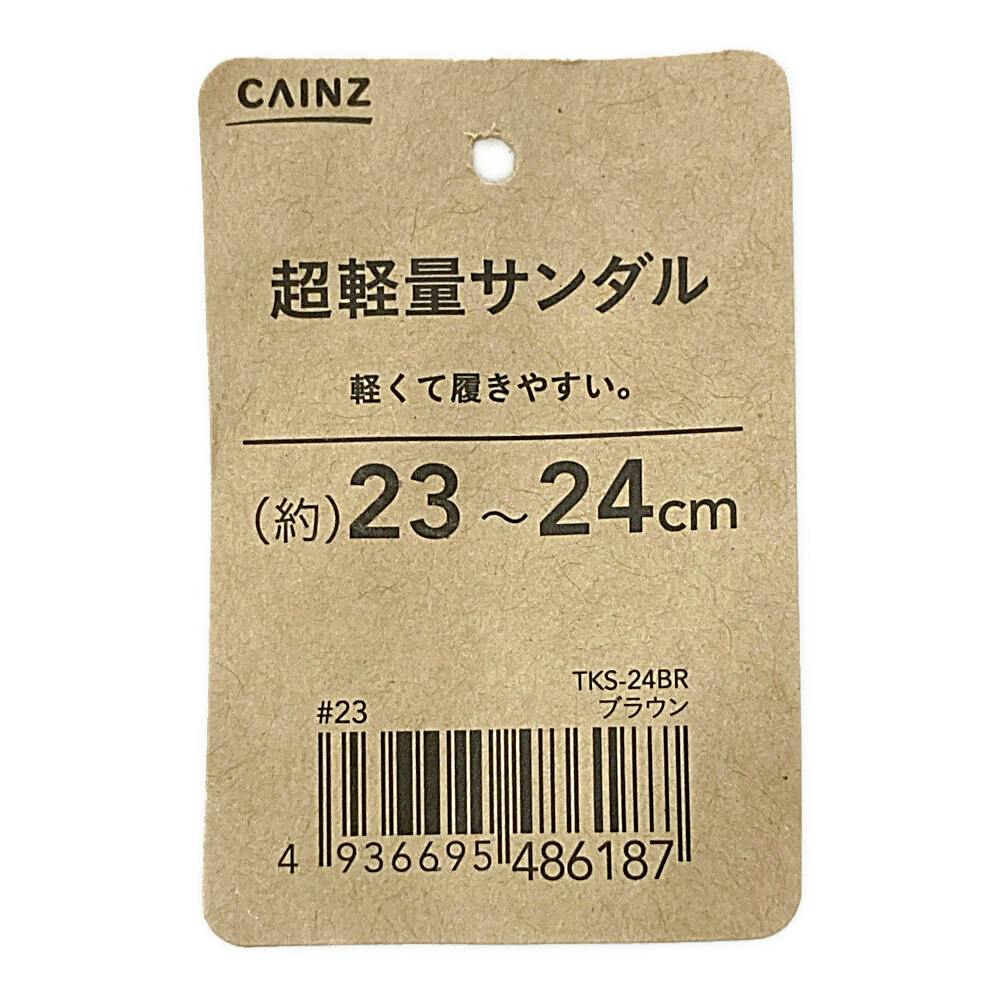 CAINZ
超軽量サンダル
軽くて履きやすい。
(約)23～24cm
TKS-24BR
#23 ブラウン
4 936695 486187